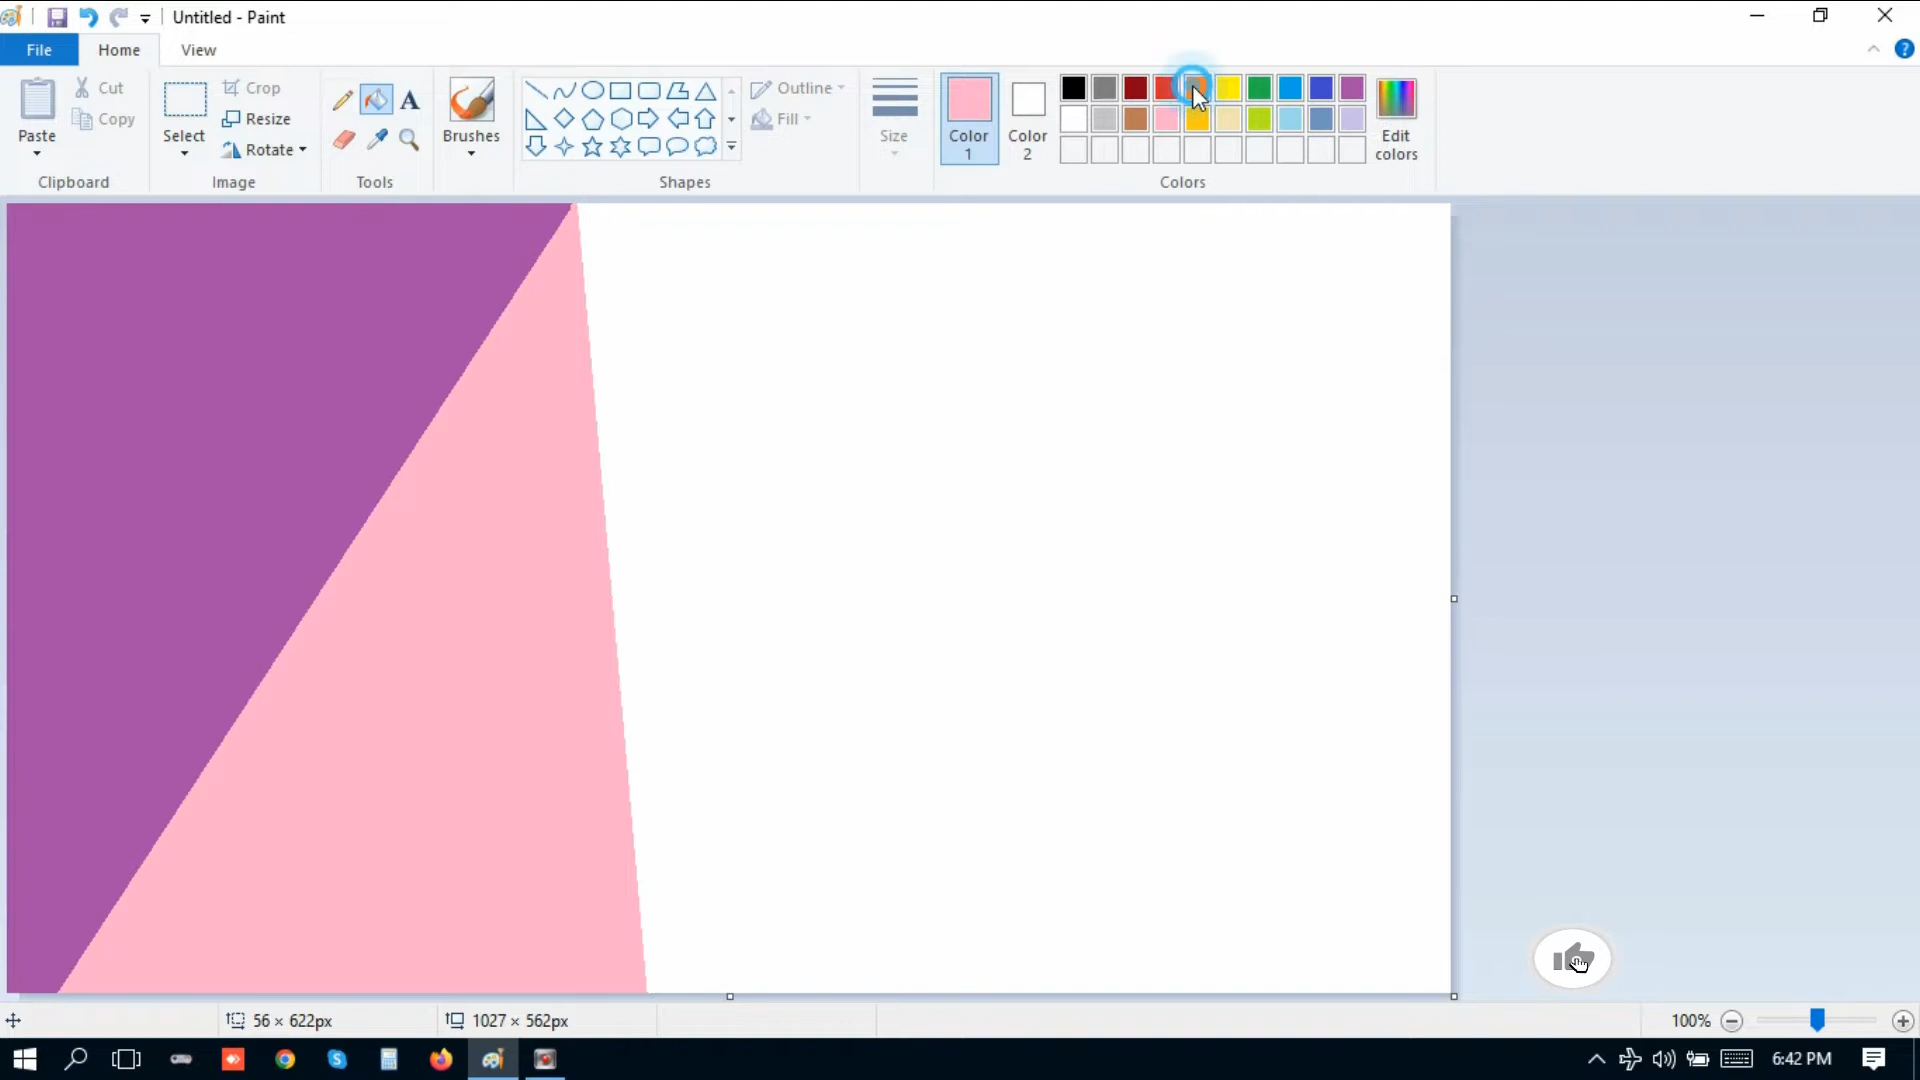 Untitled - Paint
File Home View
Paste
Cut
Copy
Clipboard
Select
Crop
Resize
Rotate
Image
A
Tools
Brushes
Shapes
Outline
Fill
Size
Color 1
Color 2
Edit colors
Colors
56 × 622px
1027 × 562px
100%
6:42 PM